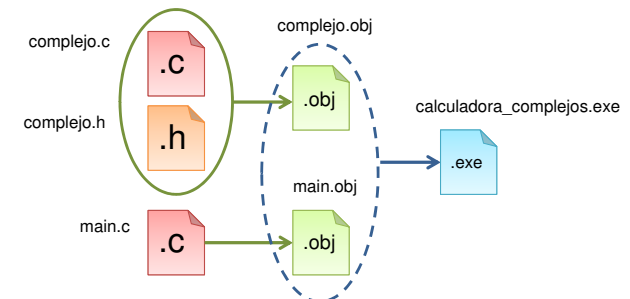 complejo.obj
complejo.c
.c
.obj
calculadora_complejos.exe
complejo.h
.h
.exe
main.obj
main.c
.c
.obj